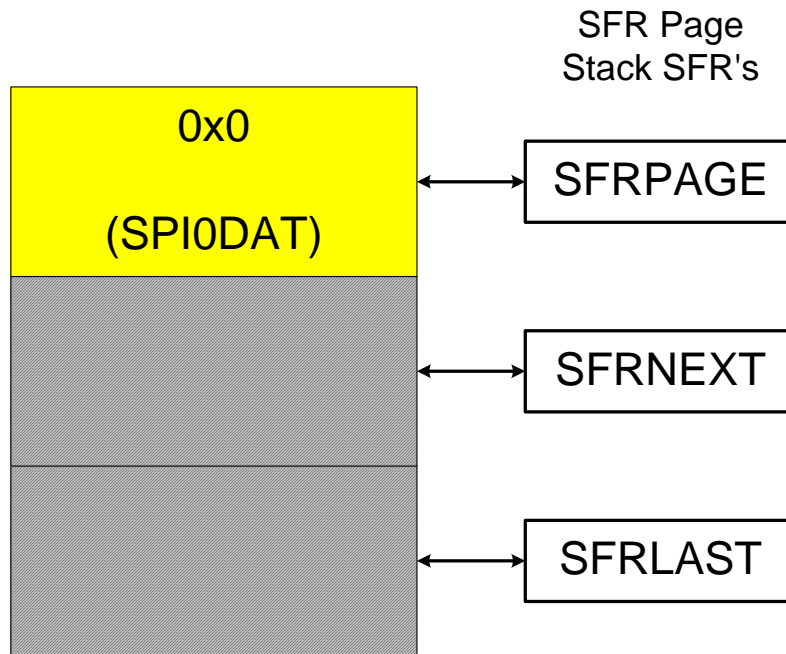 SFR Page
Stack SFR's
0x0
(SPI0DAT)
SFRPAGE
SFRNEXT
SFRLAST